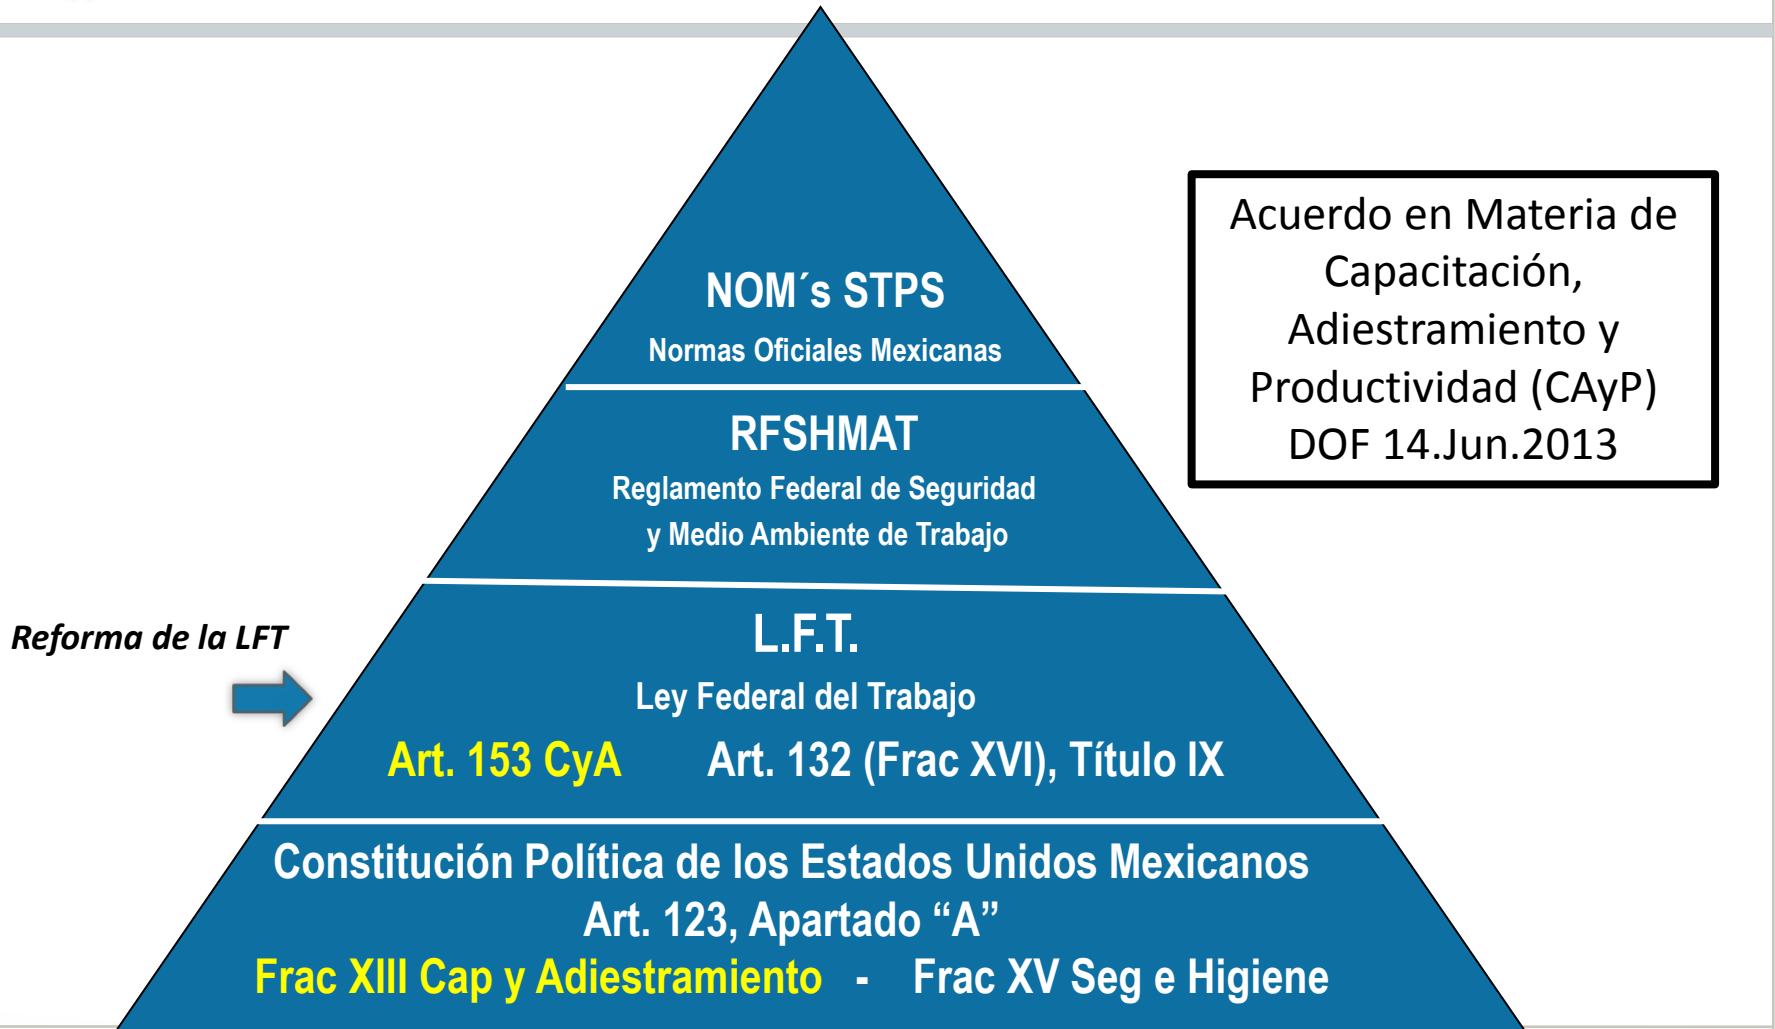 NOM´s STPS
Normas Oficiales Mexicanas
RFSHMAT
Reglamento Federal de Seguridad
y Medio Ambiente de Trabajo
L.F.T.
Ley Federal del Trabajo
Art. 153 CyA Art. 132 (Frac XVI), Título IX
Constitución Política de los Estados Unidos Mexicanos
Art. 123, Apartado “A”
Frac XIII Cap y Adiestramiento - Frac XV Seg e Higiene
Reforma de la LFT
Acuerdo en Materia de
Capacitación,
Adiestramiento y
Productividad (CAyP)
DOF 14.Jun.2013